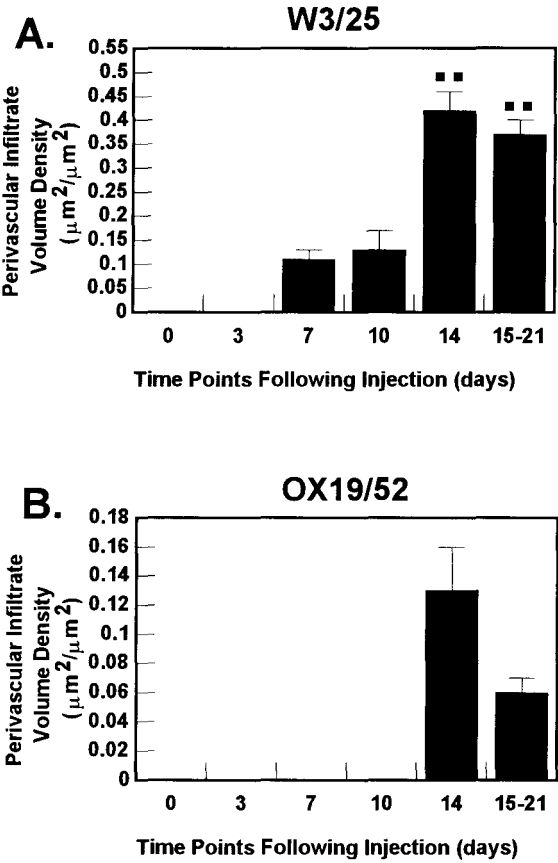 A.
W3/25
Perivascular Infiltrate
Volume Density
(μm²/μm²)
0.55
0.5
0.45
0.4
0.35
0.3
0.25
0.2
0.15
0.1
0.05
0
0 3 7 10 14 15-21
Time Points Following Injection (days)
B.
OX19/52
Perivascular Infiltrate
Volume Density
(μm²/μm²)
0.18
0.16
0.14
0.12
0.1
0.08
0.06
0.04
0.02
0
0 3 7 10 14 15-21
Time Points Following Injection (days)